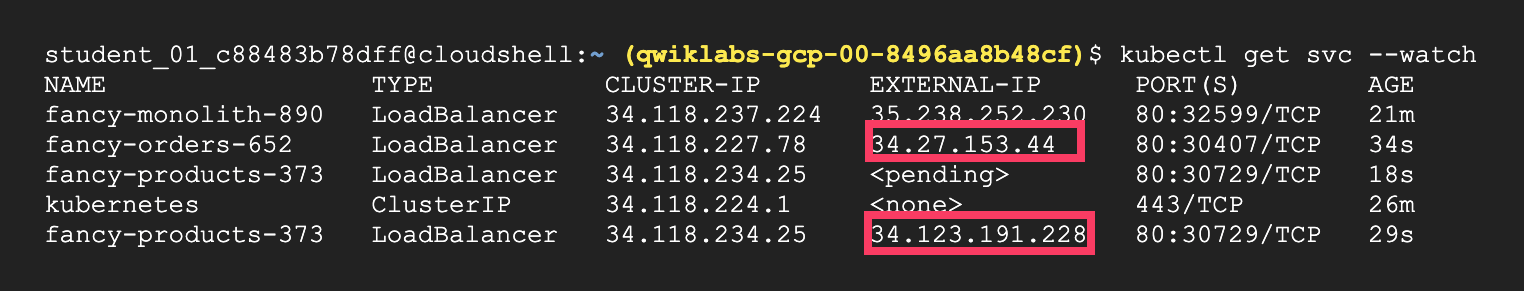 student_01_c88483b78dff@cloudshell:~ (qwiklabs-gcp-00-8496aa8b48cf)$ kubectl get svc --watch
NAME TYPE CLUSTER-IP EXTERNAL-IP PORT(S) AGE
fancy-monolith-890 LoadBalancer 34.118.237.224 35.238.252.230 80:32599/TCP 21m
fancy-orders-652 LoadBalancer 34.118.227.78 34.27.153.44 80:30407/TCP 34s
fancy-products-373 LoadBalancer 34.118.234.25 <pending> 80:30729/TCP 18s
kubernetes ClusterIP 34.118.224.1 <none> 443/TCP 26m
fancy-products-373 LoadBalancer 34.118.234.25 34.123.191.228 80:30729/TCP 29s